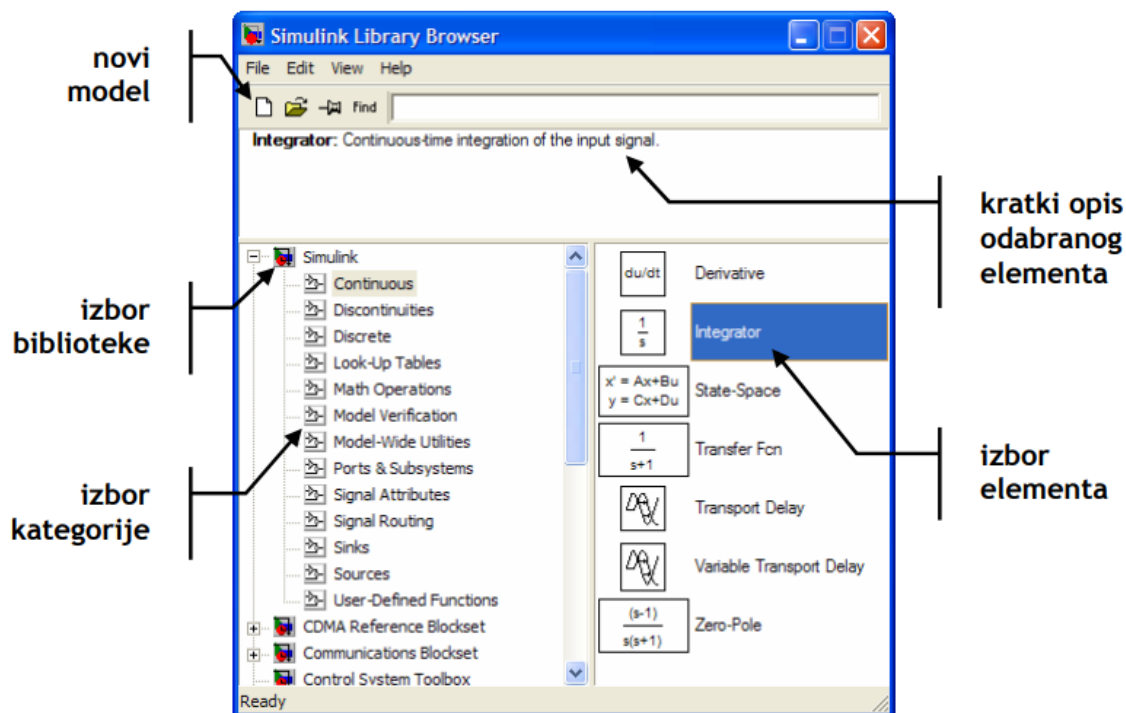 Simulink Library Browser
File Edit View Help
Find
Integrator: Continuous-time integration of the input signal.
novi
model
kratki opis
odabranog
elementa
izbor
biblioteke
izbor
kategorije
izbor
elementa
Simulink
Continuous
Discontinuities
Discrete
Look-Up Tables
Math Operations
Model Verification
Model-Wide Utilities
Ports & Subsystems
Signal Attributes
Signal Routing
Sinks
Sources
User-Defined Functions
CDMA Reference Blockset
Communications Blockset
Control System Toolbox
du/dt Derivative
1
s
Integrator
x' = Ax+Bu
y = Cx+Du
State-Space
1
s+1
Transfer Fcn
Transport Delay
Variable Transport Delay
(s-1)
s(s+1)
Zero-Pole
Ready